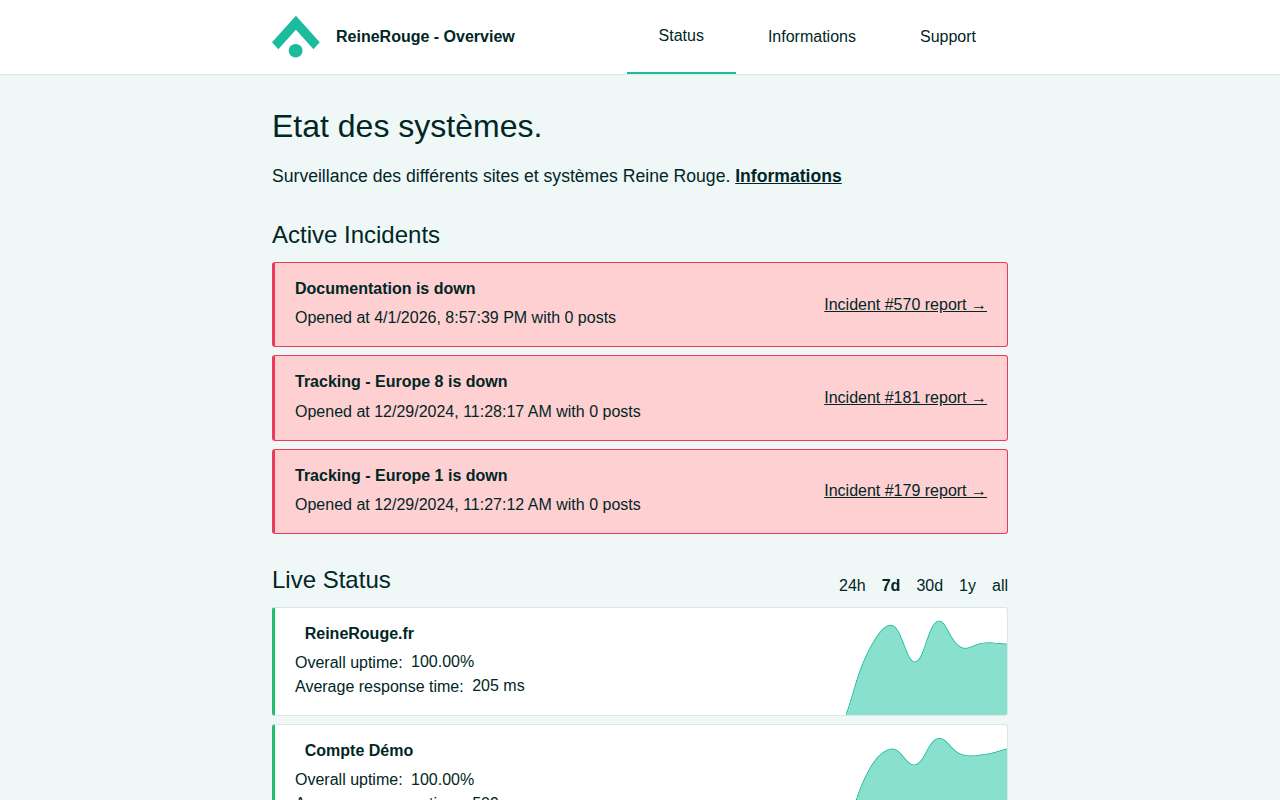 ReineRouge - Overview
Status
Informations
Support
Etat des systèmes.
Surveillance des différents sites et systèmes Reine Rouge. Informations
Active Incidents
Documentation is down
Opened at 4/1/2026, 8:57:39 PM with 0 posts
Incident #570 report →
Tracking - Europe 8 is down
Opened at 12/29/2024, 11:28:17 AM with 0 posts
Incident #181 report →
Tracking - Europe 1 is down
Opened at 12/29/2024, 11:27:12 AM with 0 posts
Incident #179 report →
Live Status
24h 7d 30d 1y all
ReineRouge.fr
Overall uptime: 100.00%
Average response time: 205 ms
Compte Démo
Overall uptime: 100.00%